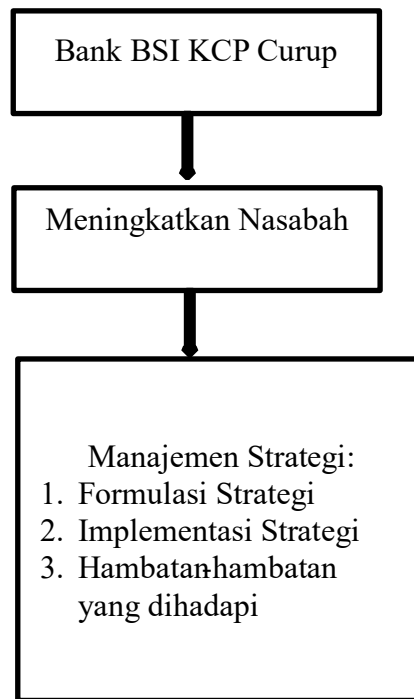 Bank BSI KCP Curup
Meningkatkan Nasabah
Manajemen Strategi:
1. Formulasi Strategi
2. Implementasi Strategi
3. Hambatan-hambatan
yang dihadapi